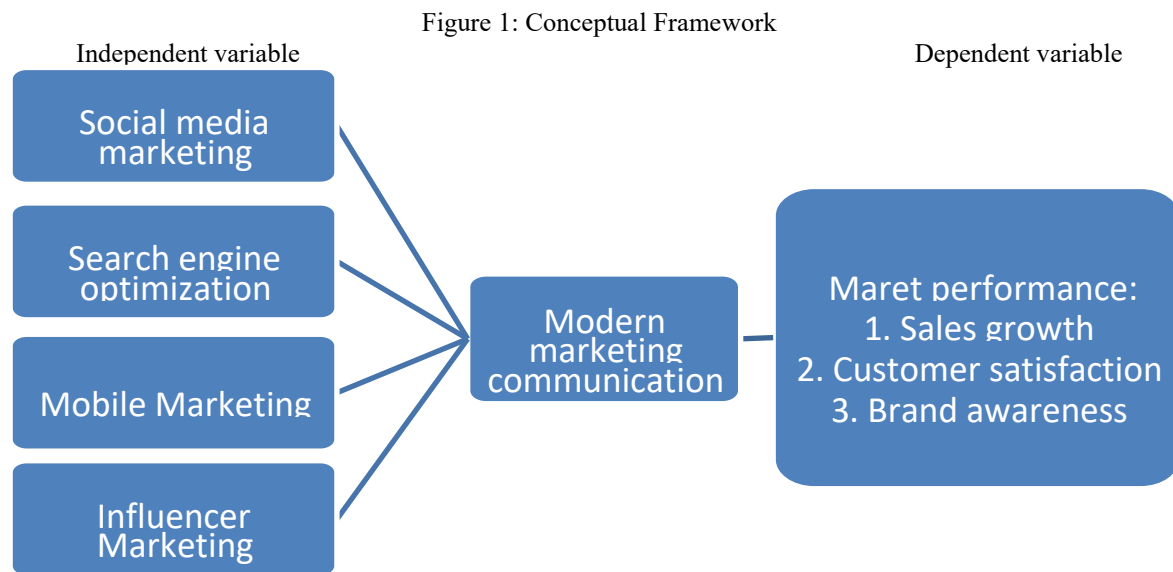 Figure 1: Conceptual Framework
Independent variable
Dependent variable
Social media
marketing
Search engine
optimization
Mobile Marketing
Influencer
Marketing
Modern
marketing
communication
Maret performance:
1. Sales growth
2. Customer satisfaction
3. Brand awareness